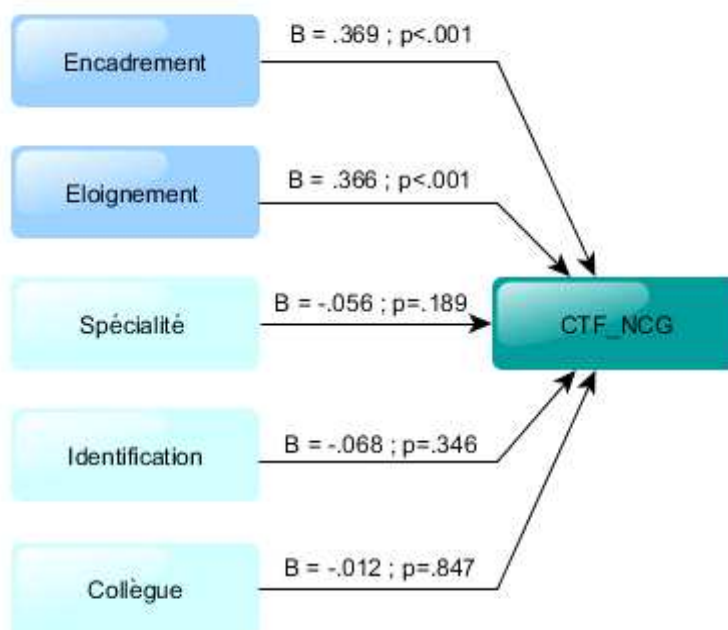 Encadrement
B = .369 ; p<.001
Eloignement
B = .366 ; p<.001
Spécialité
B = -.056 ; p=.189
CTF_NCG
Identification
B = -.068 ; p=.346
Collègue
B = -.012 ; p=.847